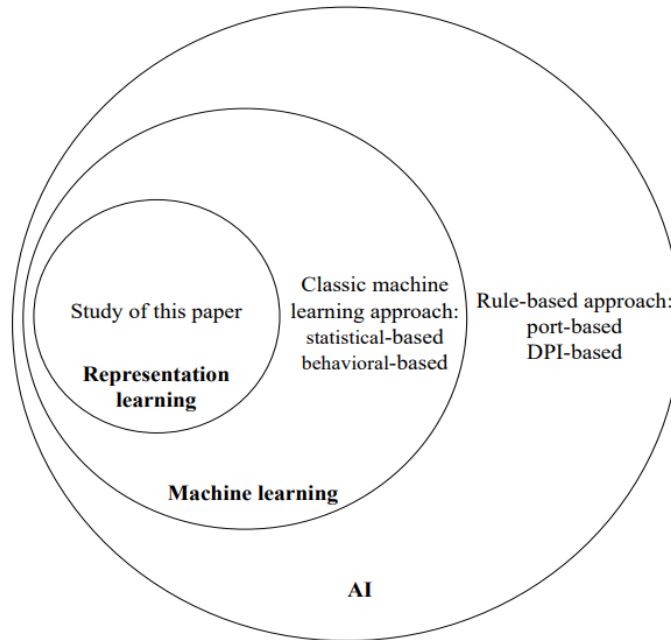 Study of this paper
Representation
learning
Classic machine
learning approach:
statistical-based
behavioral-based
Machine learning
Rule-based approach:
port-based
DPI-based
AI